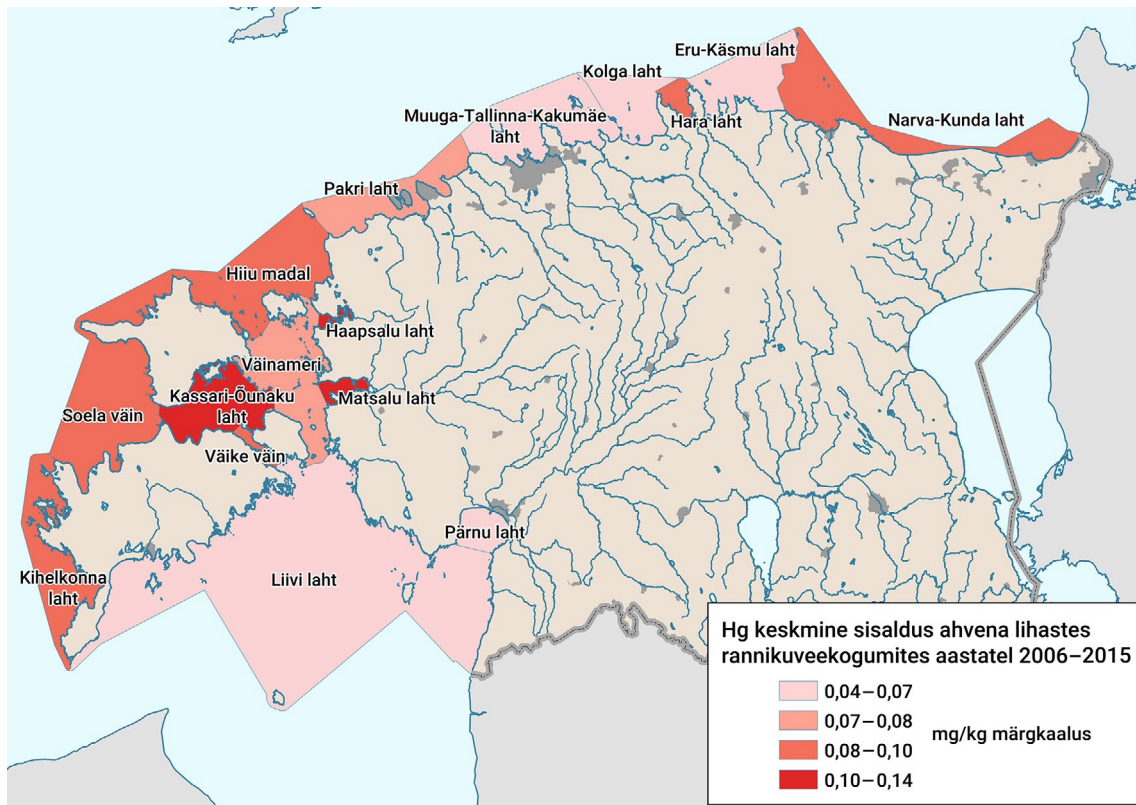 Eru-Käsmu laht
Kolga laht
Muuga-Tallinna-Kakumäe
laht
Hara laht
Narva-Kunda laht
Pakri laht
Hiiu madal
Haapsalu laht
Väinameri
Kassari-Õunaku
laht
Matsalu laht
Soela väin
Väike väin
Pärnu laht
Liivi laht
Kihelkonna
laht
Hg keskmine sisaldus ahvena lihastes
rannikuveekogumites aastatel 2006–2015
0,04–0,07
0,07–0,08
mg/kg märgkaalus
0,08–0,10
0,10–0,14